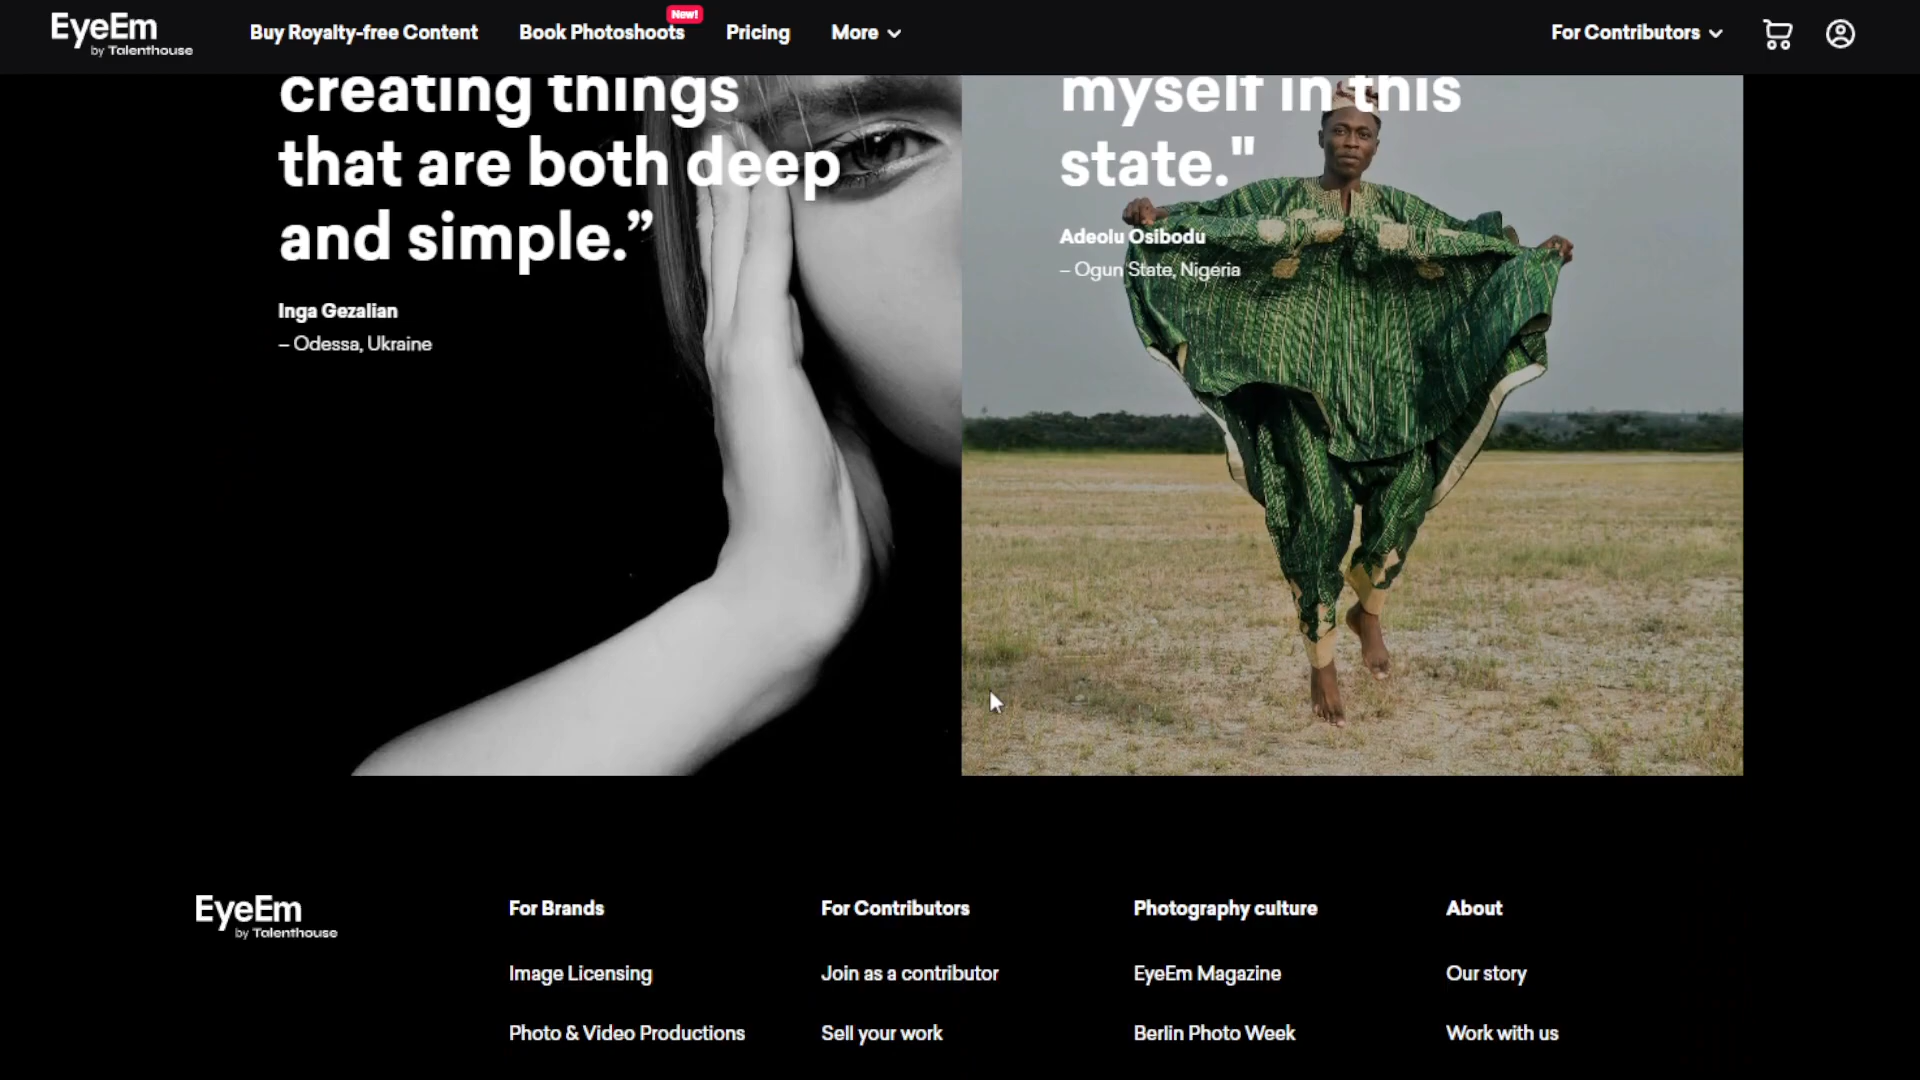 EyeEm
by Talenthouse
Buy Royalty-free Content
Book Photoshoots
New!
Pricing
More
For Contributors
creating things
that are both deep
and simple.”
Inga Gezalian
– Odessa, Ukraine
myself in this
state."
Adeolu Osibodu
– Ogun State, Nigeria
EyeEm
by Talenthouse
For Brands
Image Licensing
Photo & Video Productions
For Contributors
Join as a contributor
Sell your work
Photography culture
EyeEm Magazine
Berlin Photo Week
About
Our story
Work with us